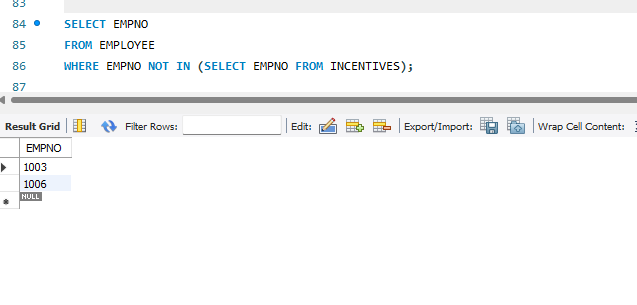 83
84 SELECT EMPNO
85 FROM EMPLOYEE
86 WHERE EMPNO NOT IN (SELECT EMPNO FROM INCENTIVES);
87
Result Grid Filter Rows: Edit: Export/Import: Wrap Cell Content:
EMPNO
1003
1006
NULL